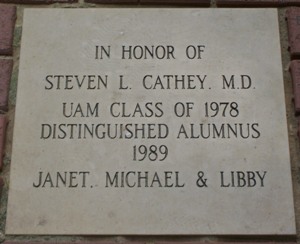 IN HONOR OF
STEVEN L. CATHEY, M.D.
UAM CLASS OF 1978
DISTINGUISHED ALUMNUS
1989
JANET, MICHAEL & LIBBY